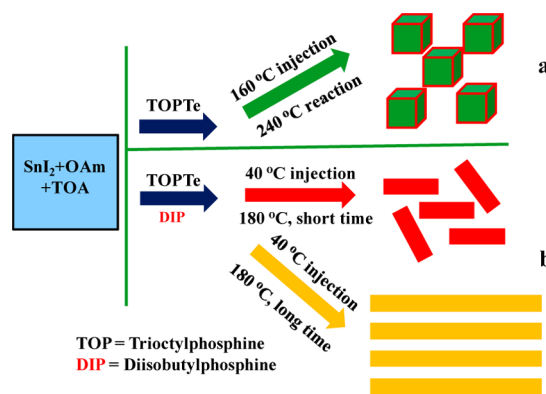 160 °C injection
240 °C reaction
a
TOPTe
SnI₂+OAm
+TOA
TOPTe
DIP
40 °C injection
180 °C, short time
b
40 °C injection
180 °C, long time
TOP = Trioctylphosphine
DIP = Diisobutylphosphine